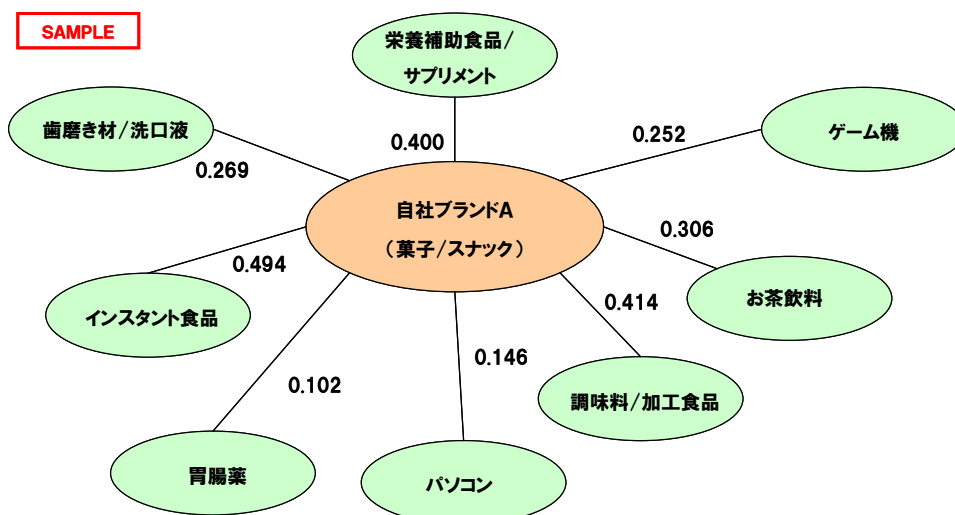 SAMPLE
栄養補助食品/
サプリメント
歯磨き材/洗口液
ゲーム機
0.400
0.252
0.269
自社ブランドA
(菓子/スナック)
0.306
0.494
お茶飲料
0.414
インスタント食品
0.146
0.102
調味料/加工食品
胃腸薬
パソコン